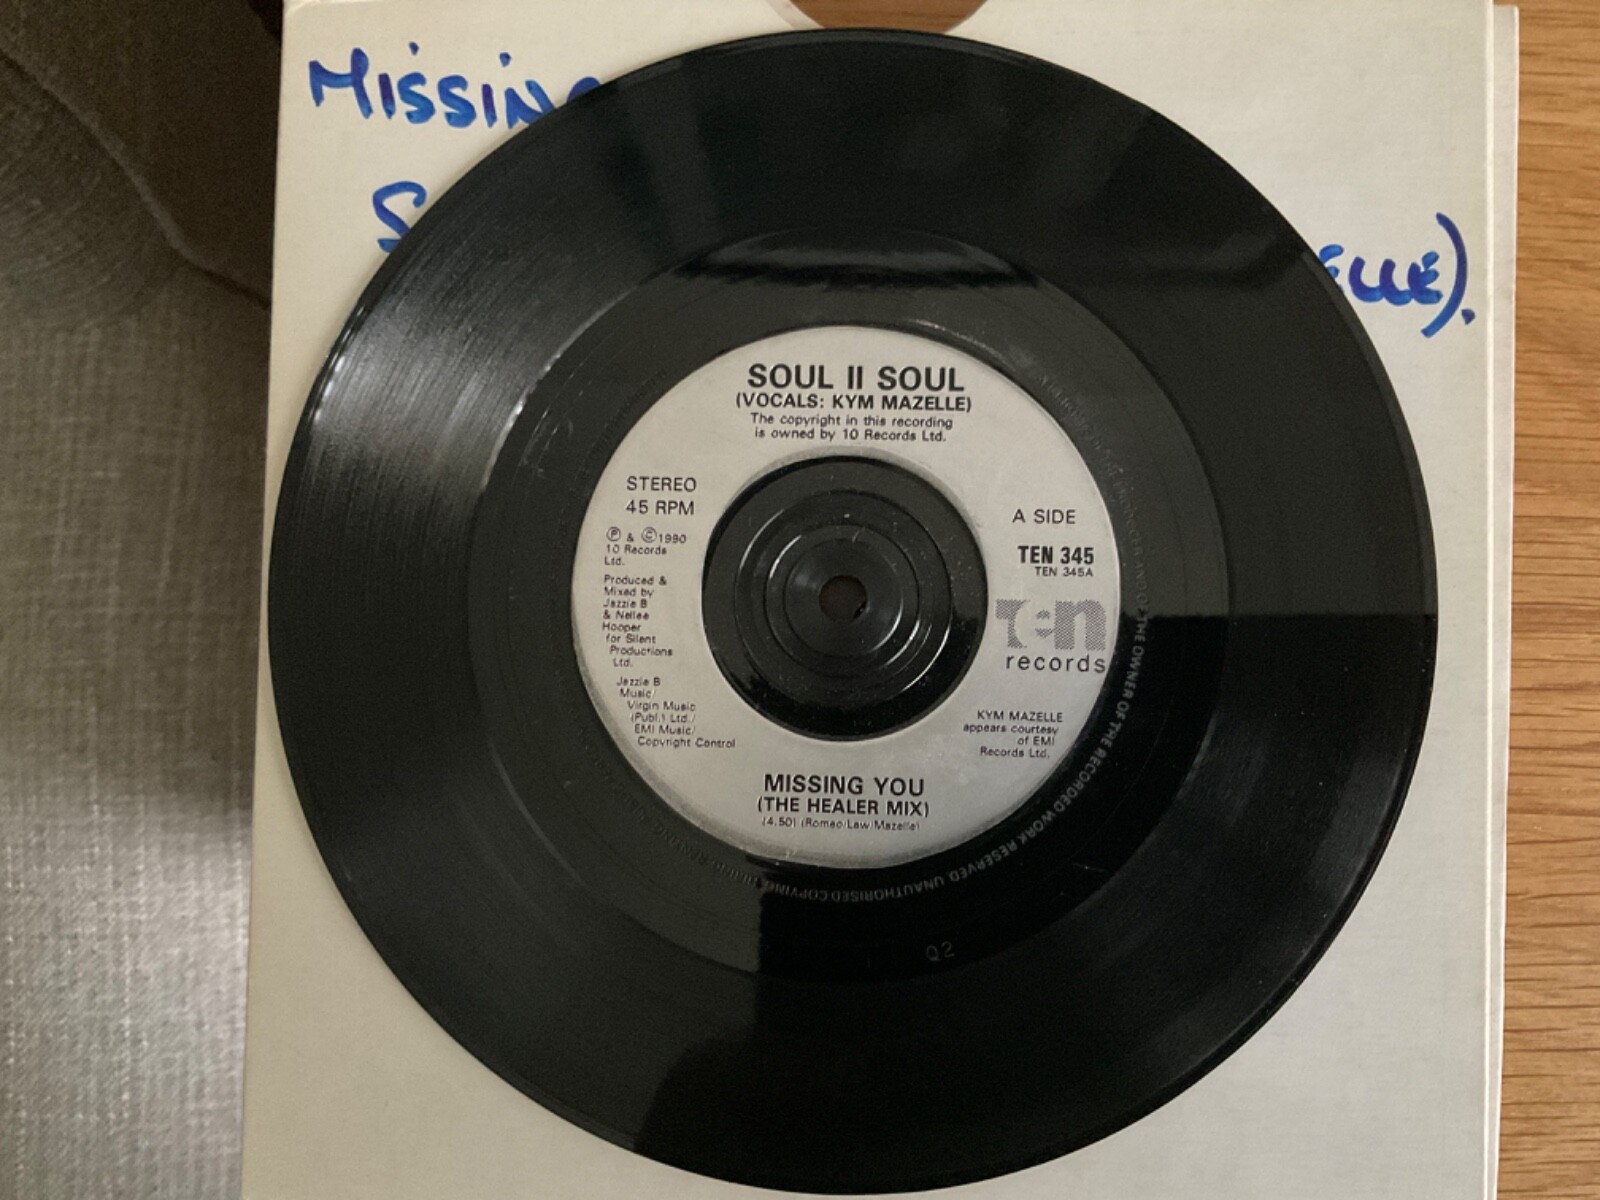 MISSING
S
ELLE).
SOUL II SOUL
(VOCALS: KYM MAZELLE)
The copyright in this recording
is owned by 10 Records Ltd.
STEREO
45 RPM
Ⓟ & ©1990
10 Records
Ltd.
Produced &
Mixed by
Jazzie B
& Nellee
Hooper
for Silent
Productions
Ltd.
Jazzie B
Music/
Virgin Music
(Publ.) Ltd./
EMI Music/
Copyright Control
A SIDE
TEN 345
TEN 345A
Ten
records
KYM MAZELLE
appears courtesy
of EMI
Records Ltd.
MISSING YOU
(THE HEALER MIX)
(4.50) (Romeo/Law/Mazelle)
THE OWNER OF THE RECORDED WORK RESERVED UNAUTHORISED COPYING
Q2